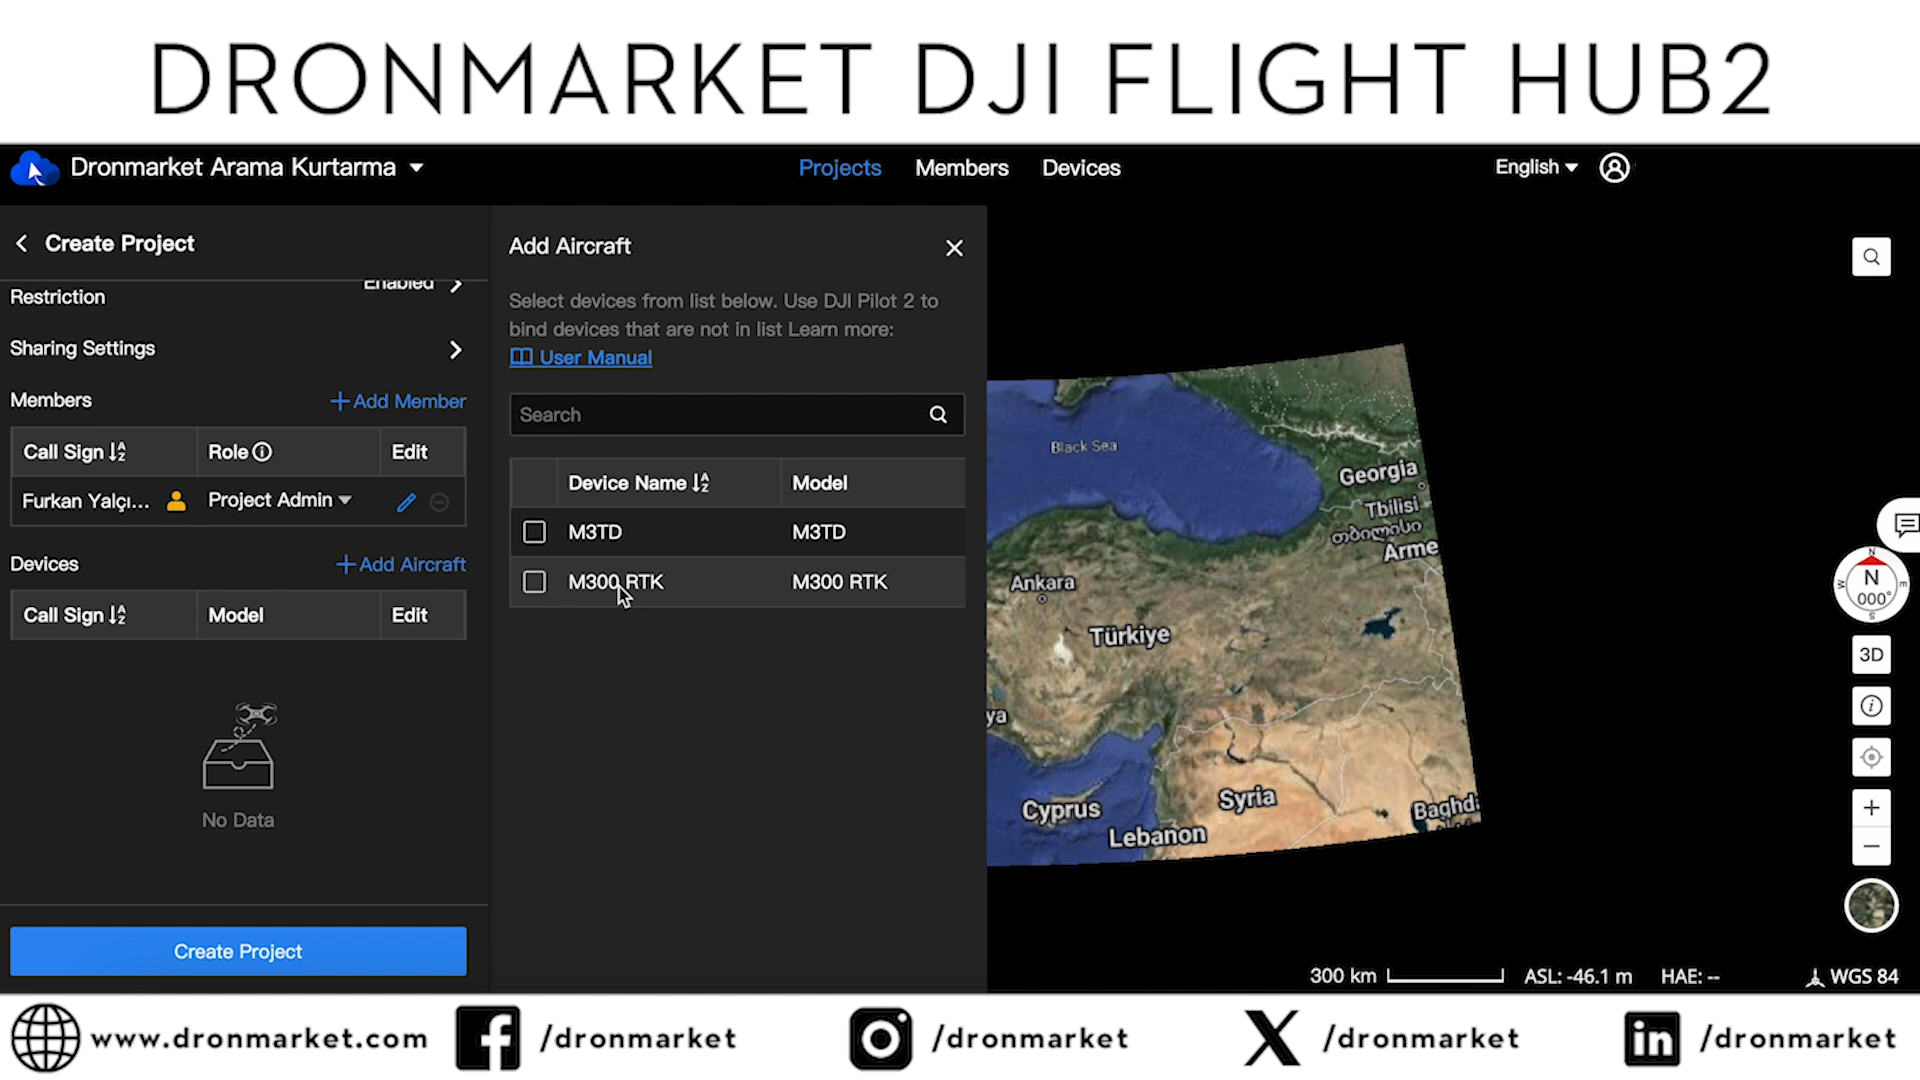 DRONMARKET DJI FLIGHT HUB2
Dronmarket Arama Kurtarma
Projects Members Devices
English
Create Project
Enabled
Restriction
Sharing Settings
Members
+Add Member
Call Sign Role Edit
Furkan Yalçı... Project Admin
Devices
+Add Aircraft
Call Sign Model Edit
No Data
Create Project
Add Aircraft
Select devices from list below. Use DJI Pilot 2 to
bind devices that are not in list Learn more:
User Manual
Search
Device Name Model
M3TD M3TD
M300 RTK M300 RTK
Black Sea
Georgia
Tbilisi
თბილისი
Arme
Ankara
Türkiye
ya
Cyprus
Syria
Lebanon
Baghd
N
W
E
N
000°
S
3D
300 km ASL: -46.1 m HAE: -- WGS 84
www.dronmarket.com /dronmarket /dronmarket /dronmarket /dronmarket